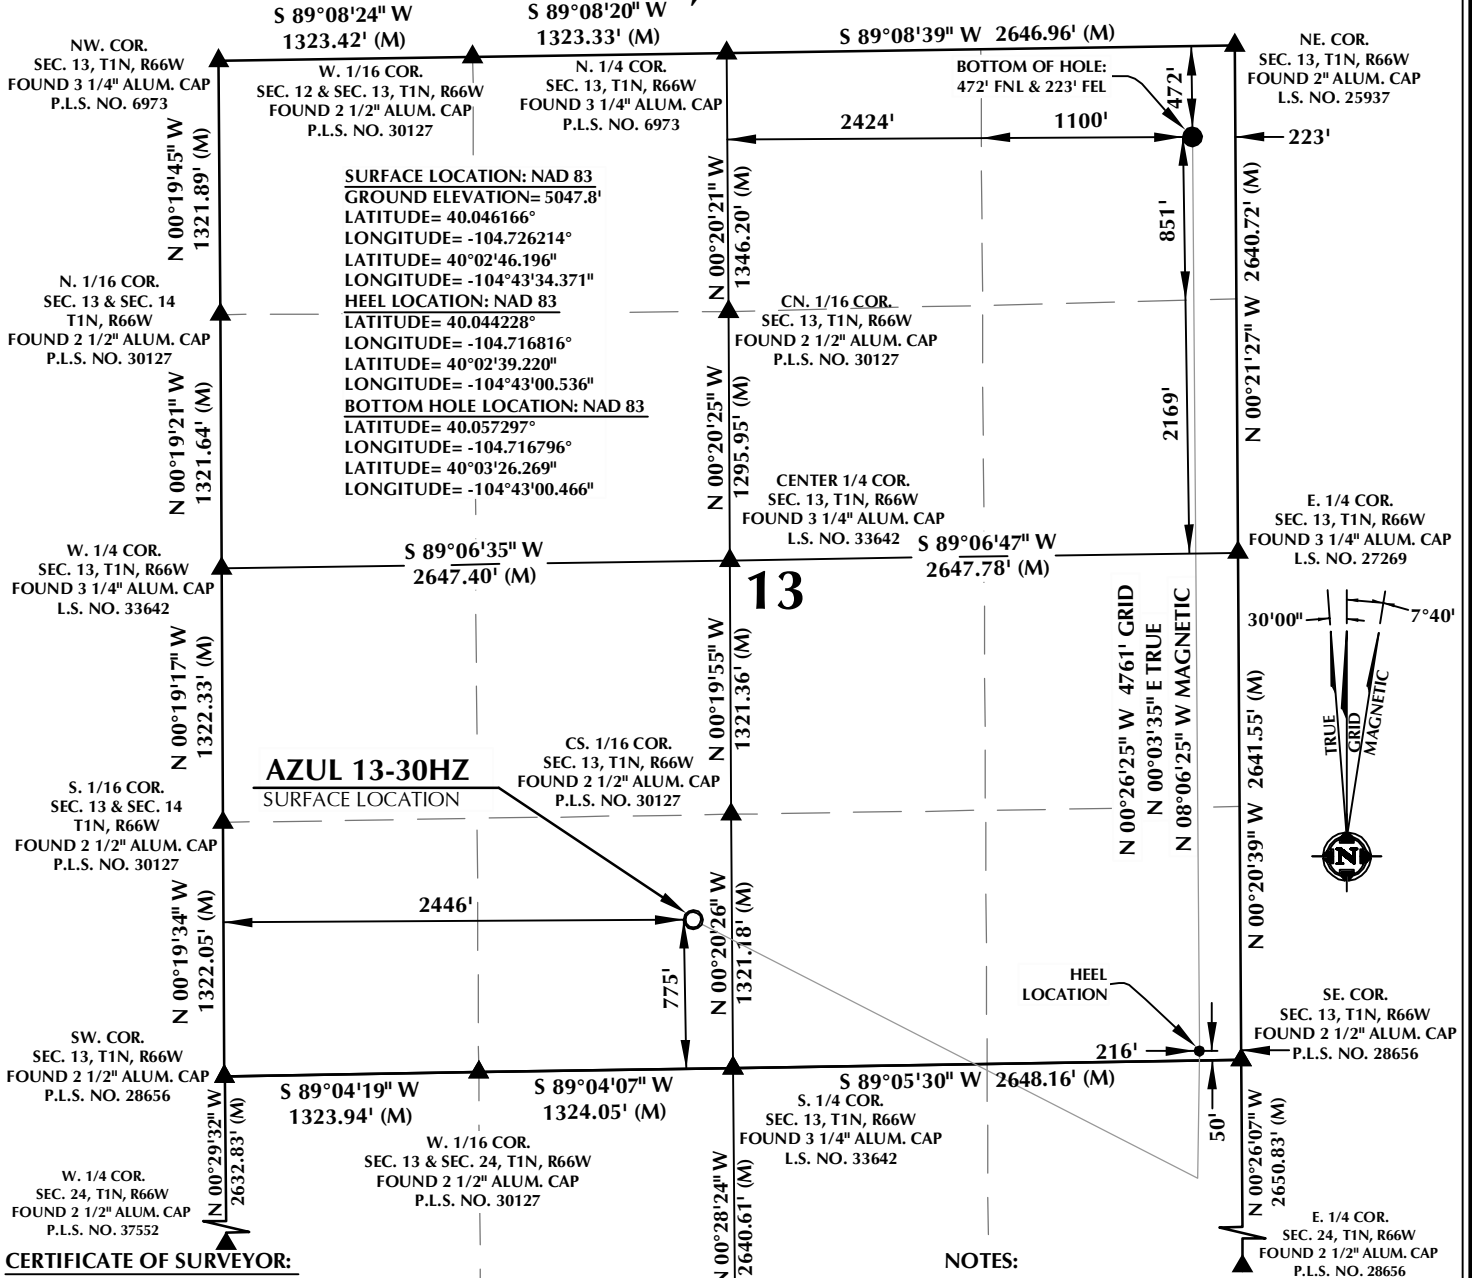 S 89°08'24" W
1323.42' (M)
S 89°08'20" W
1323.33' (M)
S 89°08'39" W 2646.96' (M)
NW. COR.
SEC. 13, T1N, R66W
FOUND 3 1/4" ALUM. CAP
P.L.S. NO. 6973
W. 1/16 COR.
SEC. 12 & SEC. 13, T1N, R66W
FOUND 2 1/2" ALUM. CAP
P.L.S. NO. 30127
N. 1/4 COR.
SEC. 13, T1N, R66W
FOUND 3 1/4" ALUM. CAP
P.L.S. NO. 6973
BOTTOM OF HOLE:
472' FNL & 223' FEL
472'
NE. COR.
SEC. 13, T1N, R66W
FOUND 2" ALUM. CAP
L.S. NO. 25937
2424'
1100'
223'
N 00°19'45" W
1321.89' (M)
SURFACE LOCATION: NAD 83
GROUND ELEVATION= 5047.8'
LATITUDE= 40.046166°
LONGITUDE= -104.726214°
LATITUDE= 40°02'46.196"
LONGITUDE= -104°43'34.371"
HEEL LOCATION: NAD 83
LATITUDE= 40.044228°
LONGITUDE= -104.716816°
LATITUDE= 40°02'39.220"
LONGITUDE= -104°43'00.536"
BOTTOM HOLE LOCATION: NAD 83
LATITUDE= 40.057297°
LONGITUDE= -104.716796°
LATITUDE= 40°03'26.269"
LONGITUDE= -104°43'00.466"
N 00°20'21" W
1346.20' (M)
851'
N 00°21'27" W 2640.72' (M)
N. 1/16 COR.
SEC. 13 & SEC. 14
T1N, R66W
FOUND 2 1/2" ALUM. CAP
P.L.S. NO. 30127
CN. 1/16 COR.
SEC. 13, T1N, R66W
FOUND 2 1/2" ALUM. CAP
P.L.S. NO. 30127
N 00°19'21" W
1321.64' (M)
N 00°20'25" W
1295.95' (M)
2169'
CENTER 1/4 COR.
SEC. 13, T1N, R66W
FOUND 3 1/4" ALUM. CAP
L.S. NO. 33642
E. 1/4 COR.
SEC. 13, T1N, R66W
FOUND 3 1/4" ALUM. CAP
L.S. NO. 27269
W. 1/4 COR.
SEC. 13, T1N, R66W
FOUND 3 1/4" ALUM. CAP
L.S. NO. 33642
S 89°06'35" W
2647.40' (M)
S 89°06'47" W
2647.78' (M)
13
30'00"
7°40'
TRUE
GRID
MAGNETIC
N
N 00°19'17" W
1322.33' (M)
N 00°19'55" W
1321.36' (M)
N 00°26'25" W 4761' GRID
N 00°03'35" E TRUE
N 08°06'25" W MAGNETIC
N 00°20'39" W 2641.55' (M)
AZUL 13-30HZ
SURFACE LOCATION
CS. 1/16 COR.
SEC. 13, T1N, R66W
FOUND 2 1/2" ALUM. CAP
P.L.S. NO. 30127
S. 1/16 COR.
SEC. 13 & SEC. 14
T1N, R66W
FOUND 2 1/2" ALUM. CAP
P.L.S. NO. 30127
2446'
775'
N 00°19'34" W
1322.05' (M)
N 00°20'26" W
1321.18' (M)
HEEL
LOCATION
216'
50'
SE. COR.
SEC. 13, T1N, R66W
FOUND 2 1/2" ALUM. CAP
P.L.S. NO. 28656
SW. COR.
SEC. 13, T1N, R66W
FOUND 2 1/2" ALUM. CAP
P.L.S. NO. 28656
S 89°04'19" W
1323.94' (M)
S 89°04'07" W
1324.05' (M)
S 89°05'30" W 2648.16' (M)
S. 1/4 COR.
SEC. 13, T1N, R66W
FOUND 3 1/4" ALUM. CAP
L.S. NO. 33642
W. 1/16 COR.
SEC. 13 & SEC. 24, T1N, R66W
FOUND 2 1/2" ALUM. CAP
P.L.S. NO. 30127
N 00°29'32" W
2632.83' (M)
N 00°28'24" W
2640.61' (M)
N 00°26'07" W
2650.83' (M)
W. 1/4 COR.
SEC. 24, T1N, R66W
FOUND 2 1/2" ALUM. CAP
P.L.S. NO. 37552
E. 1/4 COR.
SEC. 24, T1N, R66W
FOUND 2 1/2" ALUM. CAP
P.L.S. NO. 28656
CERTIFICATE OF SURVEYOR:
NOTES: